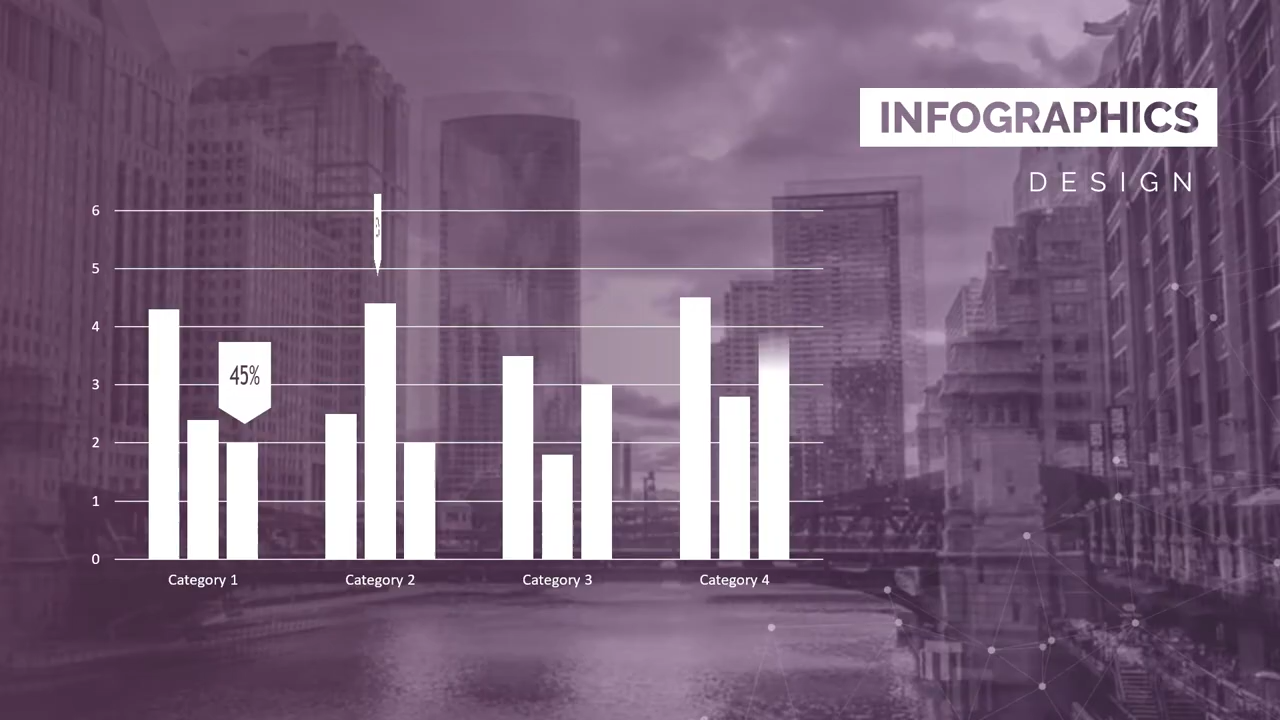 INFOGRAPHICS
DESIGN
6
5
4
3
2
1
0
45%
Category 1
Category 2
Category 3
Category 4